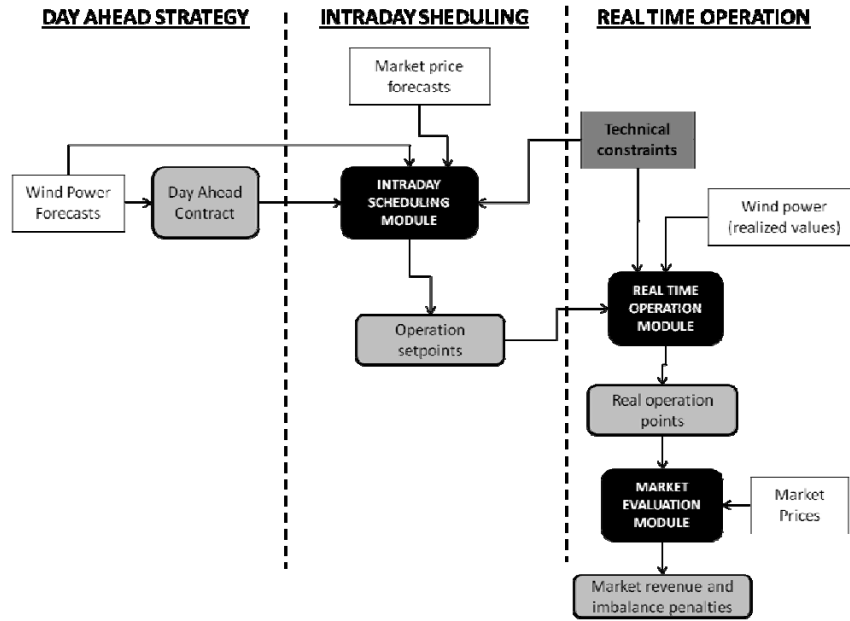 DAY AHEAD STRATEGY
INTRADAY SHEDULING
REAL TIME OPERATION
Market price
forecasts
Technical
constraints
Wind Power
Forecasts
Day Ahead
Contract
INTRADAY
SCHEDULING
MODULE
Wind power
(realized values)
REAL TIME
OPERATION
MODULE
Operation
setpoints
Real operation
points
MARKET
EVALUATION
MODULE
Market
Prices
Market revenue and
imbalance penalties